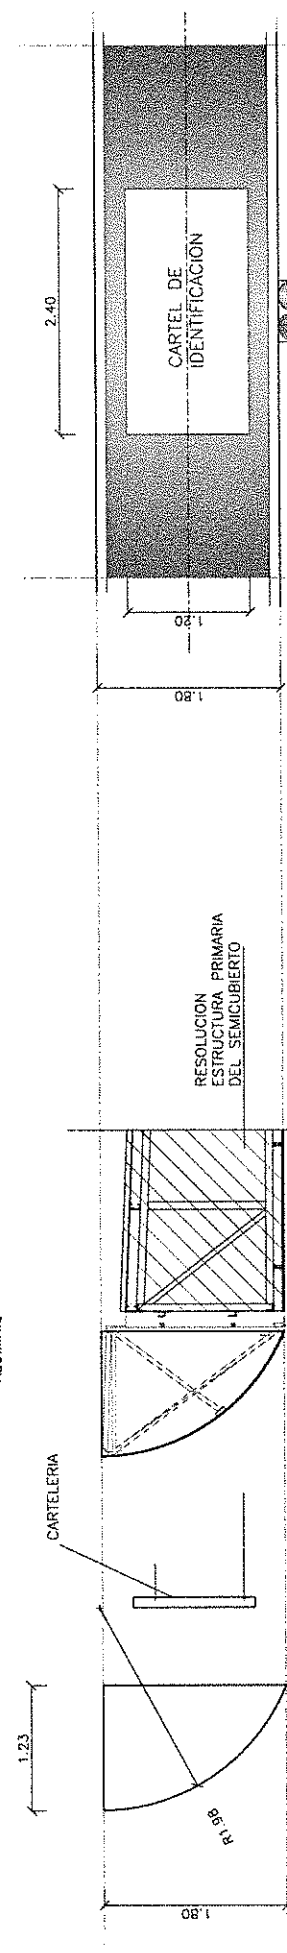 1.80
1.23
R1.98
CARTELERIA
RESOLUCION
ESTRUCTURA PRIMARIA
DEL SEMICUBIERTO
1.80
1.20
2.40
CARTEL DE
IDENTIFICACION